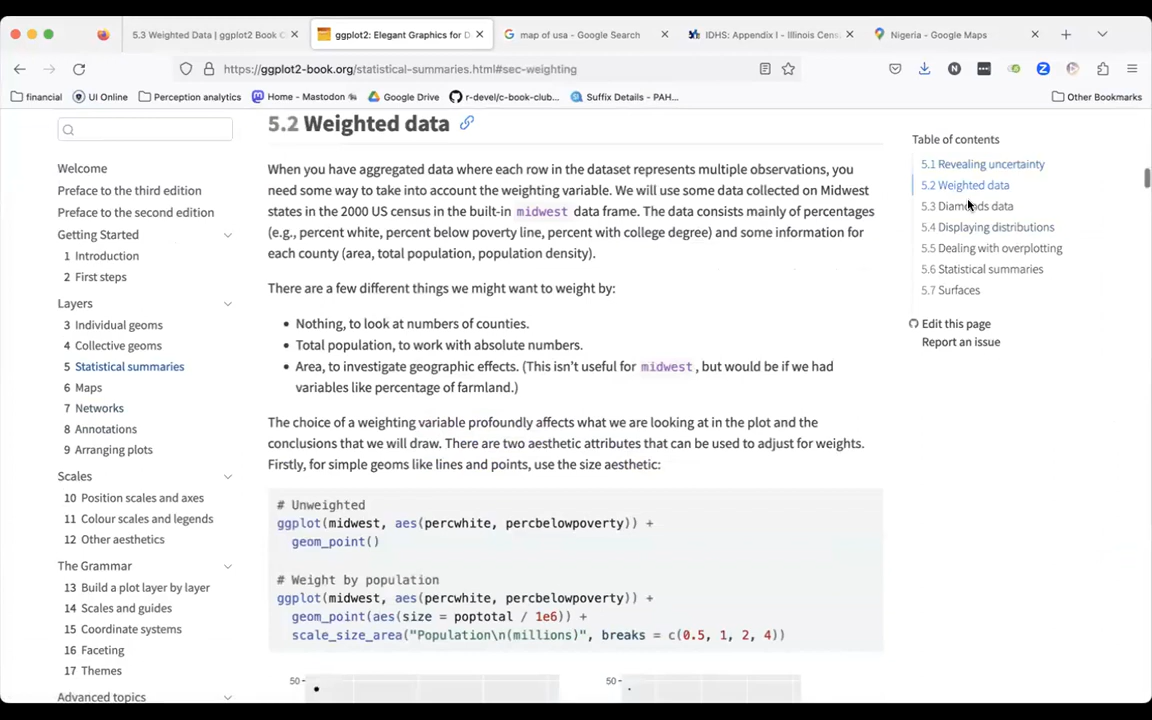 5.3 Weighted Data | ggplot2 Book C
ggplot2: Elegant Graphics for D
map of usa - Google Search
IDHS: Appendix I - Illinois Cens
Nigeria - Google Maps
https://ggplot2-book.org/statistical-summaries.html#sec-weighting
financial
UI Online
Perception analytics
Home - Mastodon
Google Drive
r-devel/c-book-club...
Suffix Details - PAH...
Other Bookmarks
Welcome
Preface to the third edition
Preface to the second edition
Getting Started
1 Introduction
2 First steps
Layers
3 Individual geoms
4 Collective geoms
5 Statistical summaries
6 Maps
7 Networks
8 Annotations
9 Arranging plots
Scales
10 Position scales and axes
11 Colour scales and legends
12 Other aesthetics
The Grammar
13 Build a plot layer by layer
14 Scales and guides
15 Coordinate systems
16 Faceting
17 Themes
Advanced topics
5.2 Weighted data
When you have aggregated data where each row in the dataset represents multiple observations, you
need some way to take into account the weighting variable. We will use some data collected on Midwest
states in the 2000 US census in the built-in midwest data frame. The data consists mainly of percentages
(e.g., percent white, percent below poverty line, percent with college degree) and some information for
each county (area, total population, population density).
There are a few different things we might want to weight by:
• Nothing, to look at numbers of counties.
• Total population, to work with absolute numbers.
• Area, to investigate geographic effects. (This isn't useful for midwest, but would be if we had
variables like percentage of farmland.)
The choice of a weighting variable profoundly affects what we are looking at in the plot and the
conclusions that we will draw. There are two aesthetic attributes that can be used to adjust for weights.
Firstly, for simple geoms like lines and points, use the size aesthetic:
# Unweighted
ggplot(midwest, aes(percwhite, percbelowpoverty)) +
geom_point()
# Weight by population
ggplot(midwest, aes(percwhite, percbelowpoverty)) +
geom_point(aes(size = poptotal / 1e6)) +
scale_size_area("Population\n(millions)", breaks = c(0.5, 1, 2, 4))
50
50
Table of contents
5.1 Revealing uncertainty
5.2 Weighted data
5.3 Diamonds data
5.4 Displaying distributions
5.5 Dealing with overplotting
5.6 Statistical summaries
5.7 Surfaces
Edit this page
Report an issue